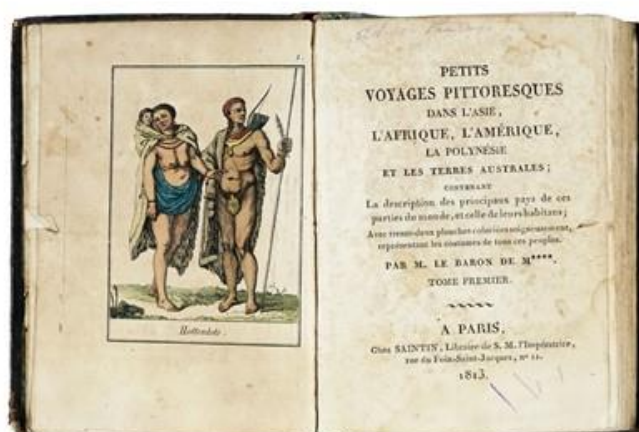 1.
Hottentots.
PETITS
VOYAGES PITTORESQUES
DANS L'ASIE,
L'AFRIQUE, L'AMÉRIQUE,
LA POLYNÉSIE
ET LES TERRES AUSTRALES;
CONTENANT
La description des principaux pays de ces
parties du monde, et celle de leurs habitans;
Avec trente-deux planches coloriées soigneusement,
représentant les costumes de tous ces peuples.
PAR M. LE BARON DE M****.
TOME PREMIER.
A PARIS,
Chez SAINTIN, Libraire de S. M. l'Impératrice,
rue du Foin-Saint-Jacques, nº 11.
1813.